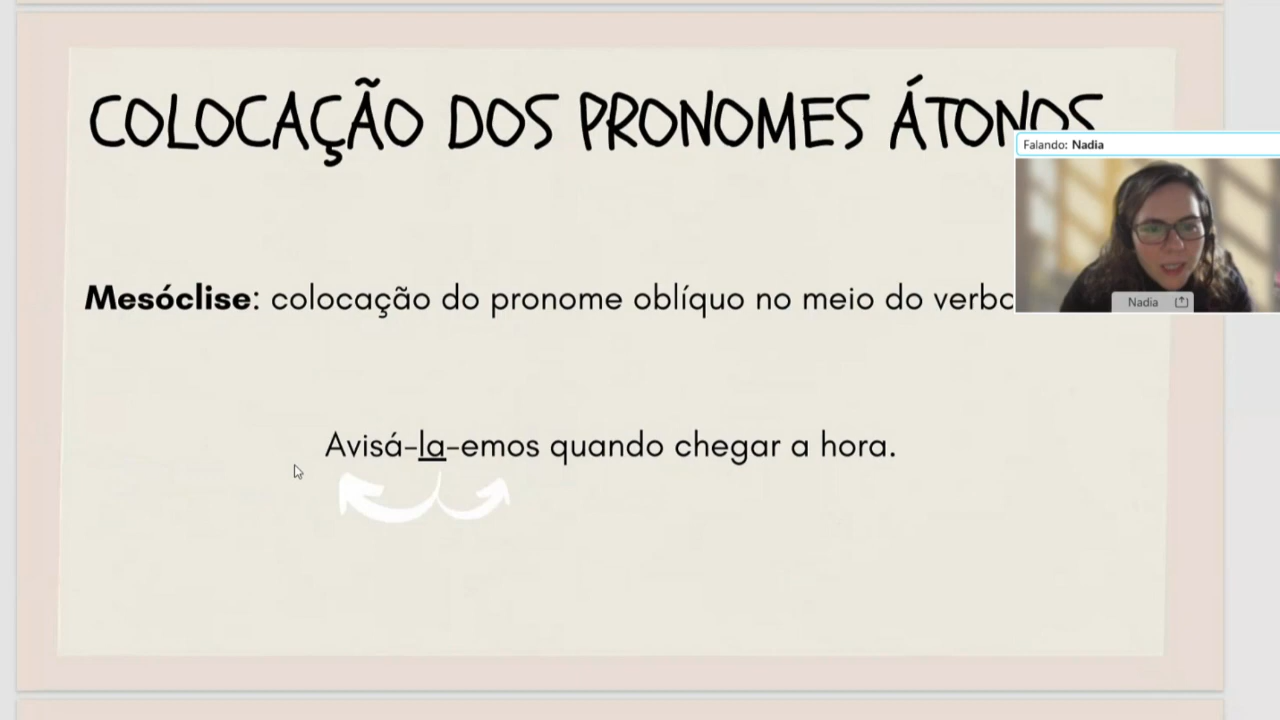 COLOCAÇÃO DOS PRONOMES ÁTONOS
Falando: Nadia
Nadia
Mesóclise: colocação do pronome oblíquo no meio do verbo
Avisá-la-emos quando chegar a hora.